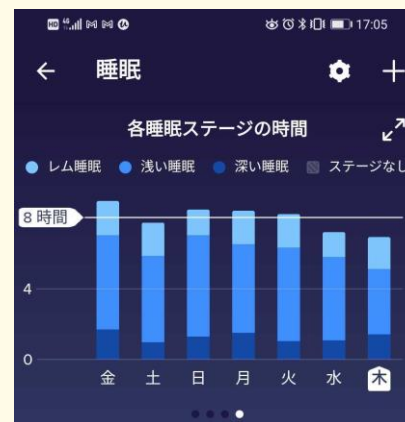 HD 4G 17:05
睡眠
各睡眠ステージの時間
レム睡眠 浅い睡眠 深い睡眠 ステージなし
8 時間
4
0
金 土 日 月 火 水 木